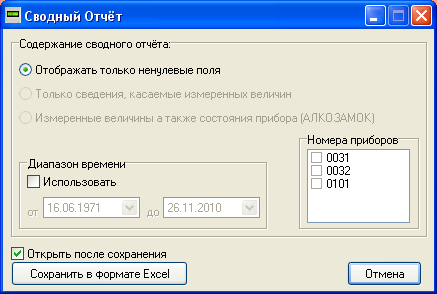 Сводный Отчёт
Содержание сводного отчёта:
Отображать только ненулевые поля
Только сведения, касаемые измеренных величин
Измеренные величины а также состояния прибора (АЛКОЗАМОК)
Номера приборов
0031
0032
0101
Диапазон времени
Использовать
от 16.06.1971 до 26.11.2010
Открыть после сохранения
Сохранить в формате Excel Отмена